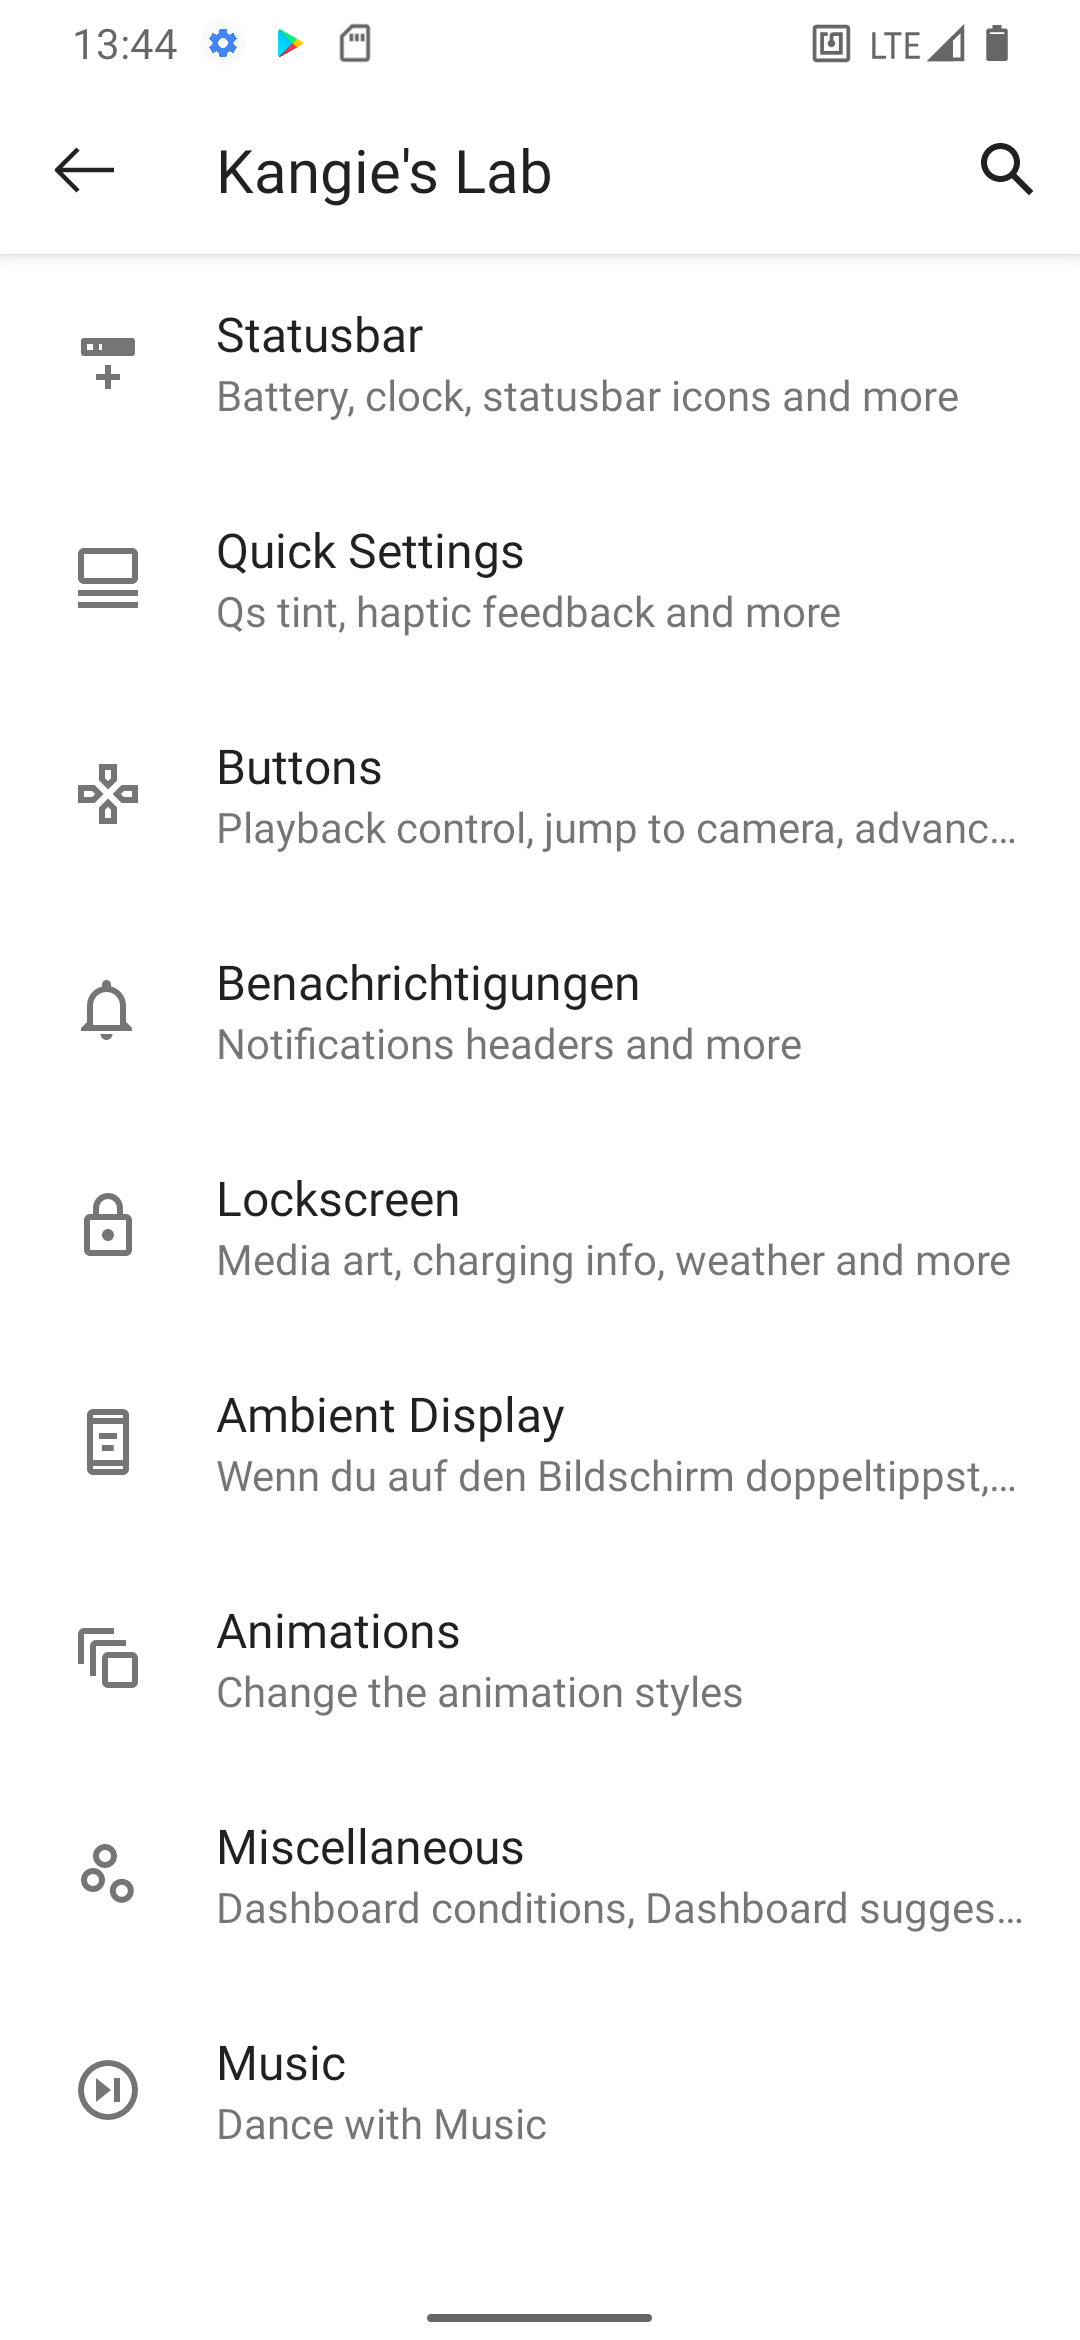 13:44
LTE
Kangie's Lab
Statusbar
Battery, clock, statusbar icons and more
Quick Settings
Qs tint, haptic feedback and more
Buttons
Playback control, jump to camera, advanc...
Benachrichtigungen
Notifications headers and more
Lockscreen
Media art, charging info, weather and more
Ambient Display
Wenn du auf den Bildschirm doppeltippst,...
Animations
Change the animation styles
Miscellaneous
Dashboard conditions, Dashboard sugges...
Music
Dance with Music